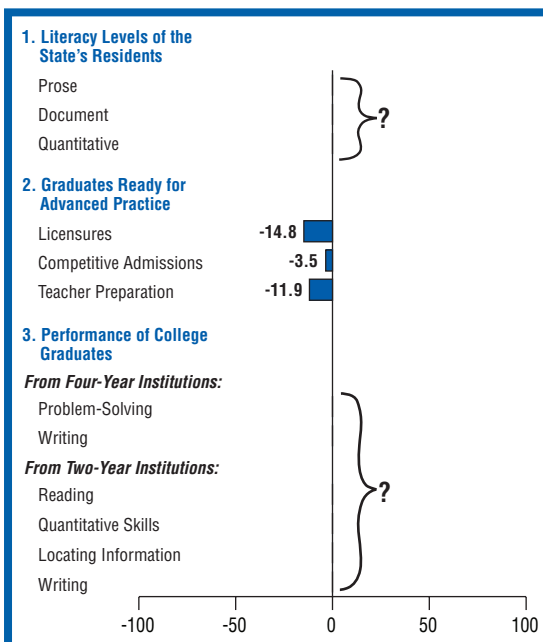 1. Literacy Levels of the
State’s Residents
Prose
Document
?
Quantitative
2. Graduates Ready for
Advanced Practice
Licensures
-14.8
Competitive Admissions
-3.5
Teacher Preparation
-11.9
3. Performance of College
Graduates
From Four-Year Institutions:
Problem-Solving
Writing
From Two-Year Institutions:
Reading
?
Quantitative Skills
Locating Information
Writing
-100 -50 0 50 100